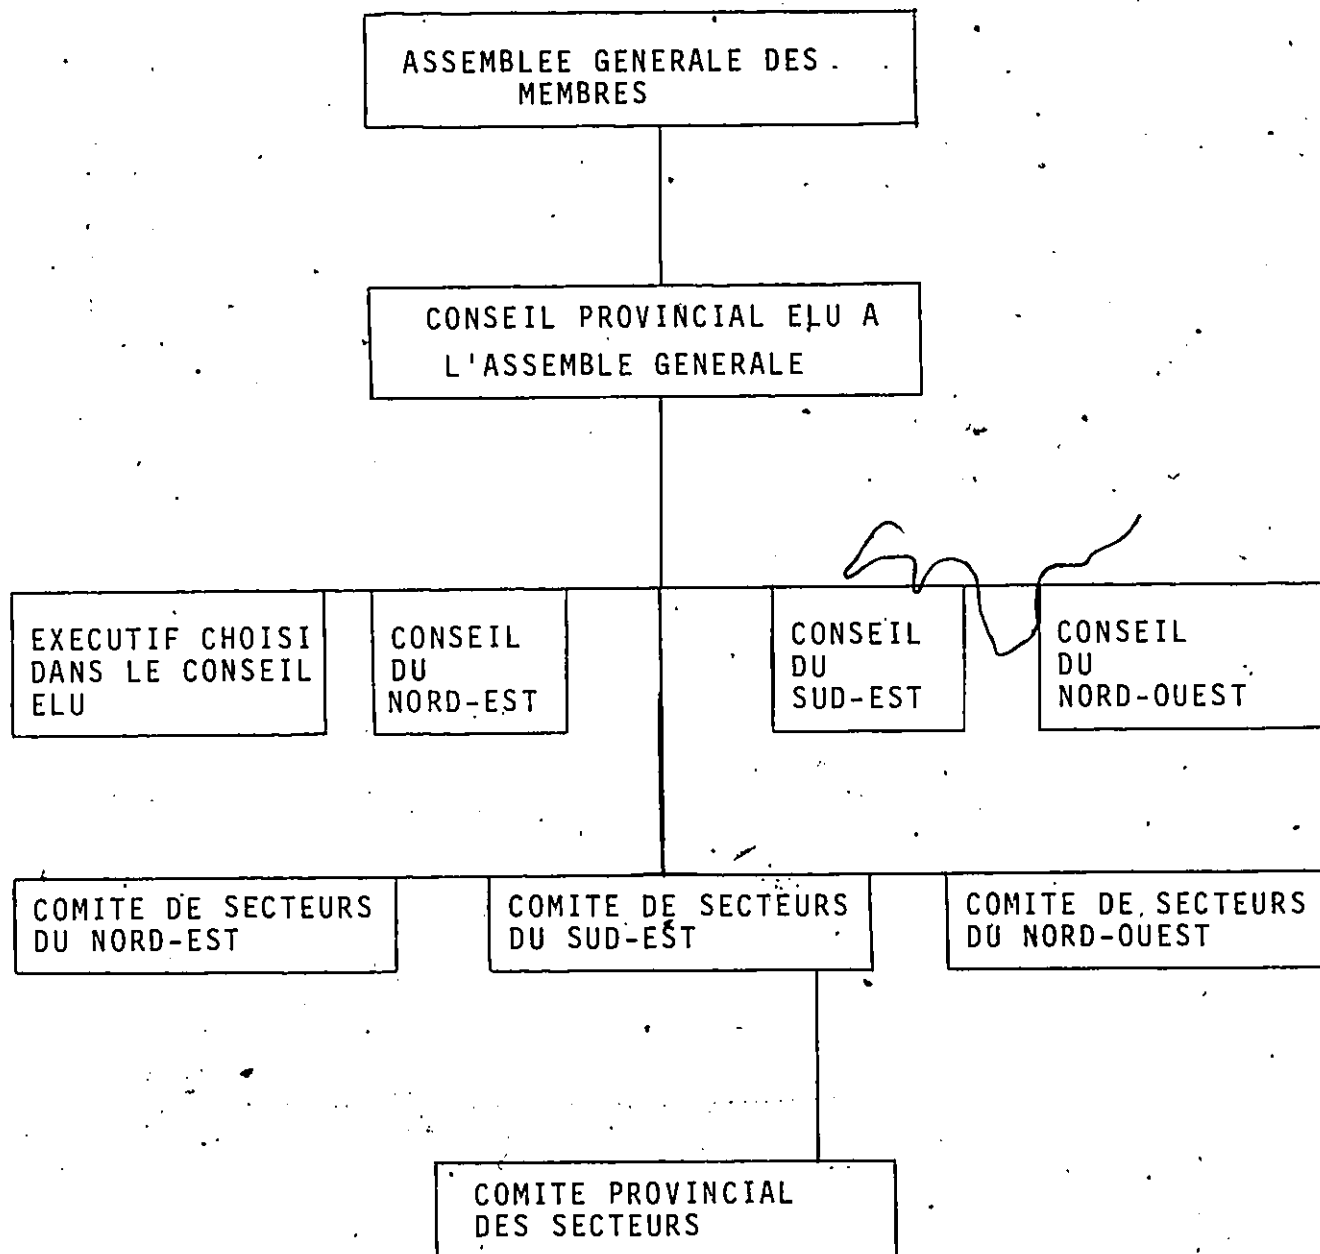 ASSEMBLEE GENERALE DES
MEMBRES
CONSEIL PROVINCIAL ELU A
L'ASSEMBLE GENERALE
EXECUTIF CHOISI
DANS LE CONSEIL
ELU
CONSEIL
DU
NORD-EST
CONSEIL
DU
SUD-EST
CONSEIL
DU
NORD-OUEST
COMITE DE SECTEURS
DU NORD-EST
COMITE DE SECTEURS
DU SUD-EST
COMITE DE SECTEURS
DU NORD-OUEST
COMITE PROVINCIAL
DES SECTEURS